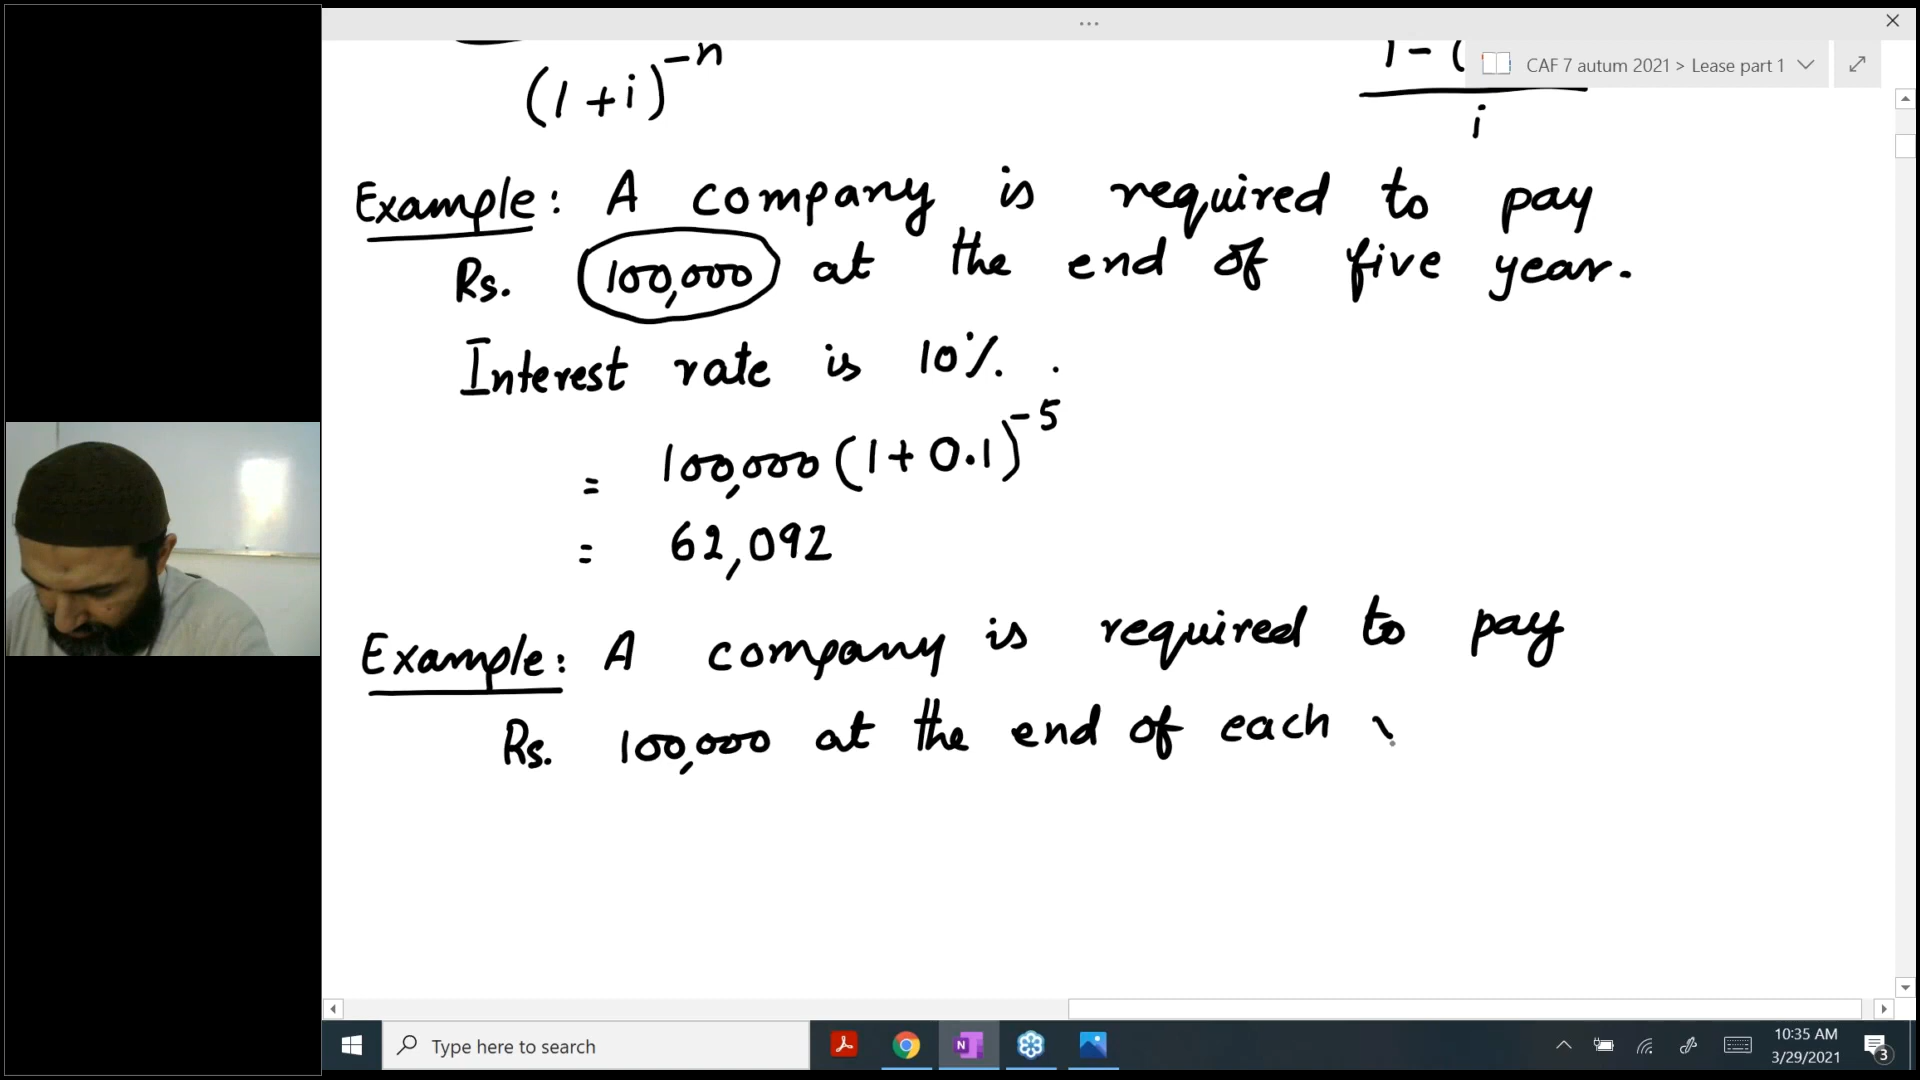 CAF 7 autum 2021 > Lease part 1
(1+i)^-n
1-(
i
Example: A company is required to pay
Rs. 100,000 at the end of five year.
Interest rate is 10%.
= 100,000 (1+0.1)^-5
= 62,092
Example: A company is required to pay
Rs. 100,000 at the end of each
Type here to search
10:35 AM
3/29/2021
3